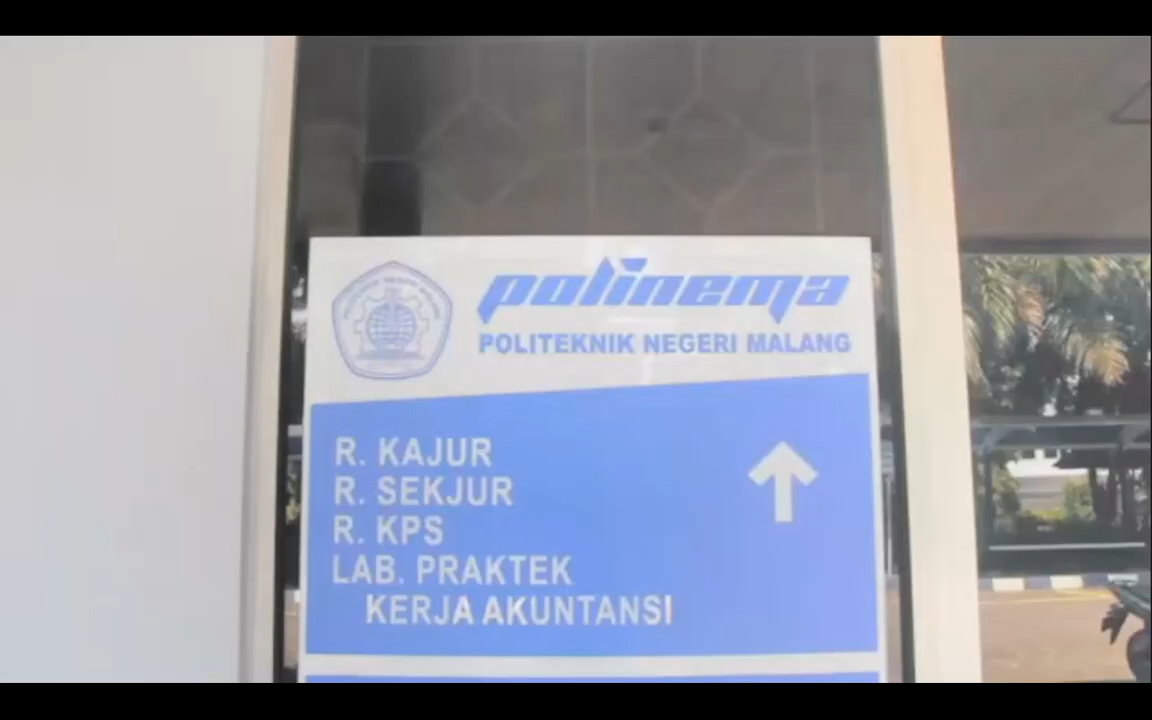 polinema
POLITEKNIK NEGERI MALANG
R. KAJUR
R. SEKJUR
R. KPS
LAB. PRAKTEK
KERJA AKUNTANSI